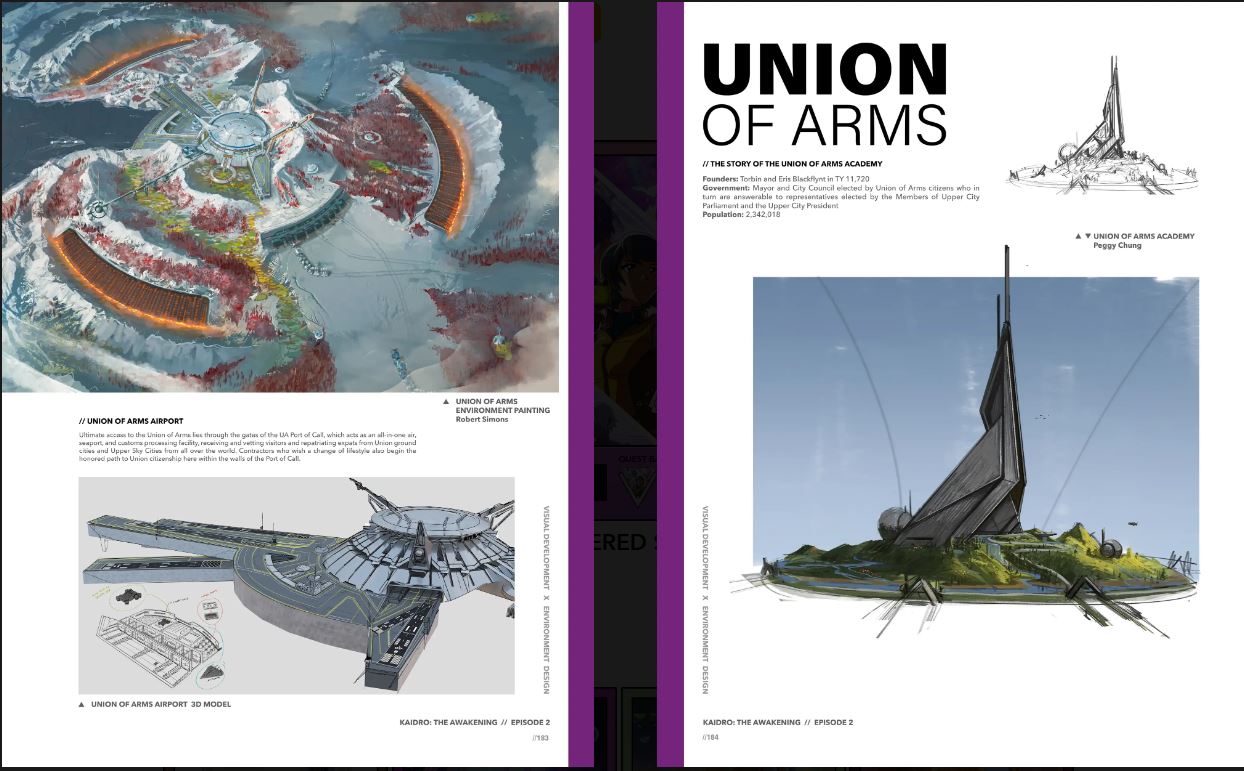 UNION OF ARMS
ENVIRONMENT PAINTING
Robert Simons
// UNION OF ARMS AIRPORT
Ultimate access to the Union of Arms lies through the gates of the UA Port of Call, which acts as an all-in-one air,
seaport, and customs processing facility, receiving and vetting visitors and repatriating expats from Union ground
cities and Upper Sky Cities from all over the world. Contractors who wish a change of lifestyle also begin the
honored path to Union citizenship here within the walls of the Port of Call.
VISUAL DEVELOPMENT X ENVIRONMENT DESIGN
▲ UNION OF ARMS AIRPORT 3D MODEL
KAIDRO: THE AWAKENING // EPISODE 2
//183
ERED
UNION
OF ARMS
// THE STORY OF THE UNION OF ARMS ACADEMY
Founders: Torbin and Eris Blackflynt in TY 11,720
Government: Mayor and City Council elected by Union of Arms citizens who in
turn are answerable to representatives elected by the Members of Upper City
Parliament and the Upper City President
Population: 2,342,018
▲ ▼ UNION OF ARMS ACADEMY
Peggy Chung
VISUAL DEVELOPMENT X ENVIRONMENT DESIGN
KAIDRO: THE AWAKENING // EPISODE 2
//184